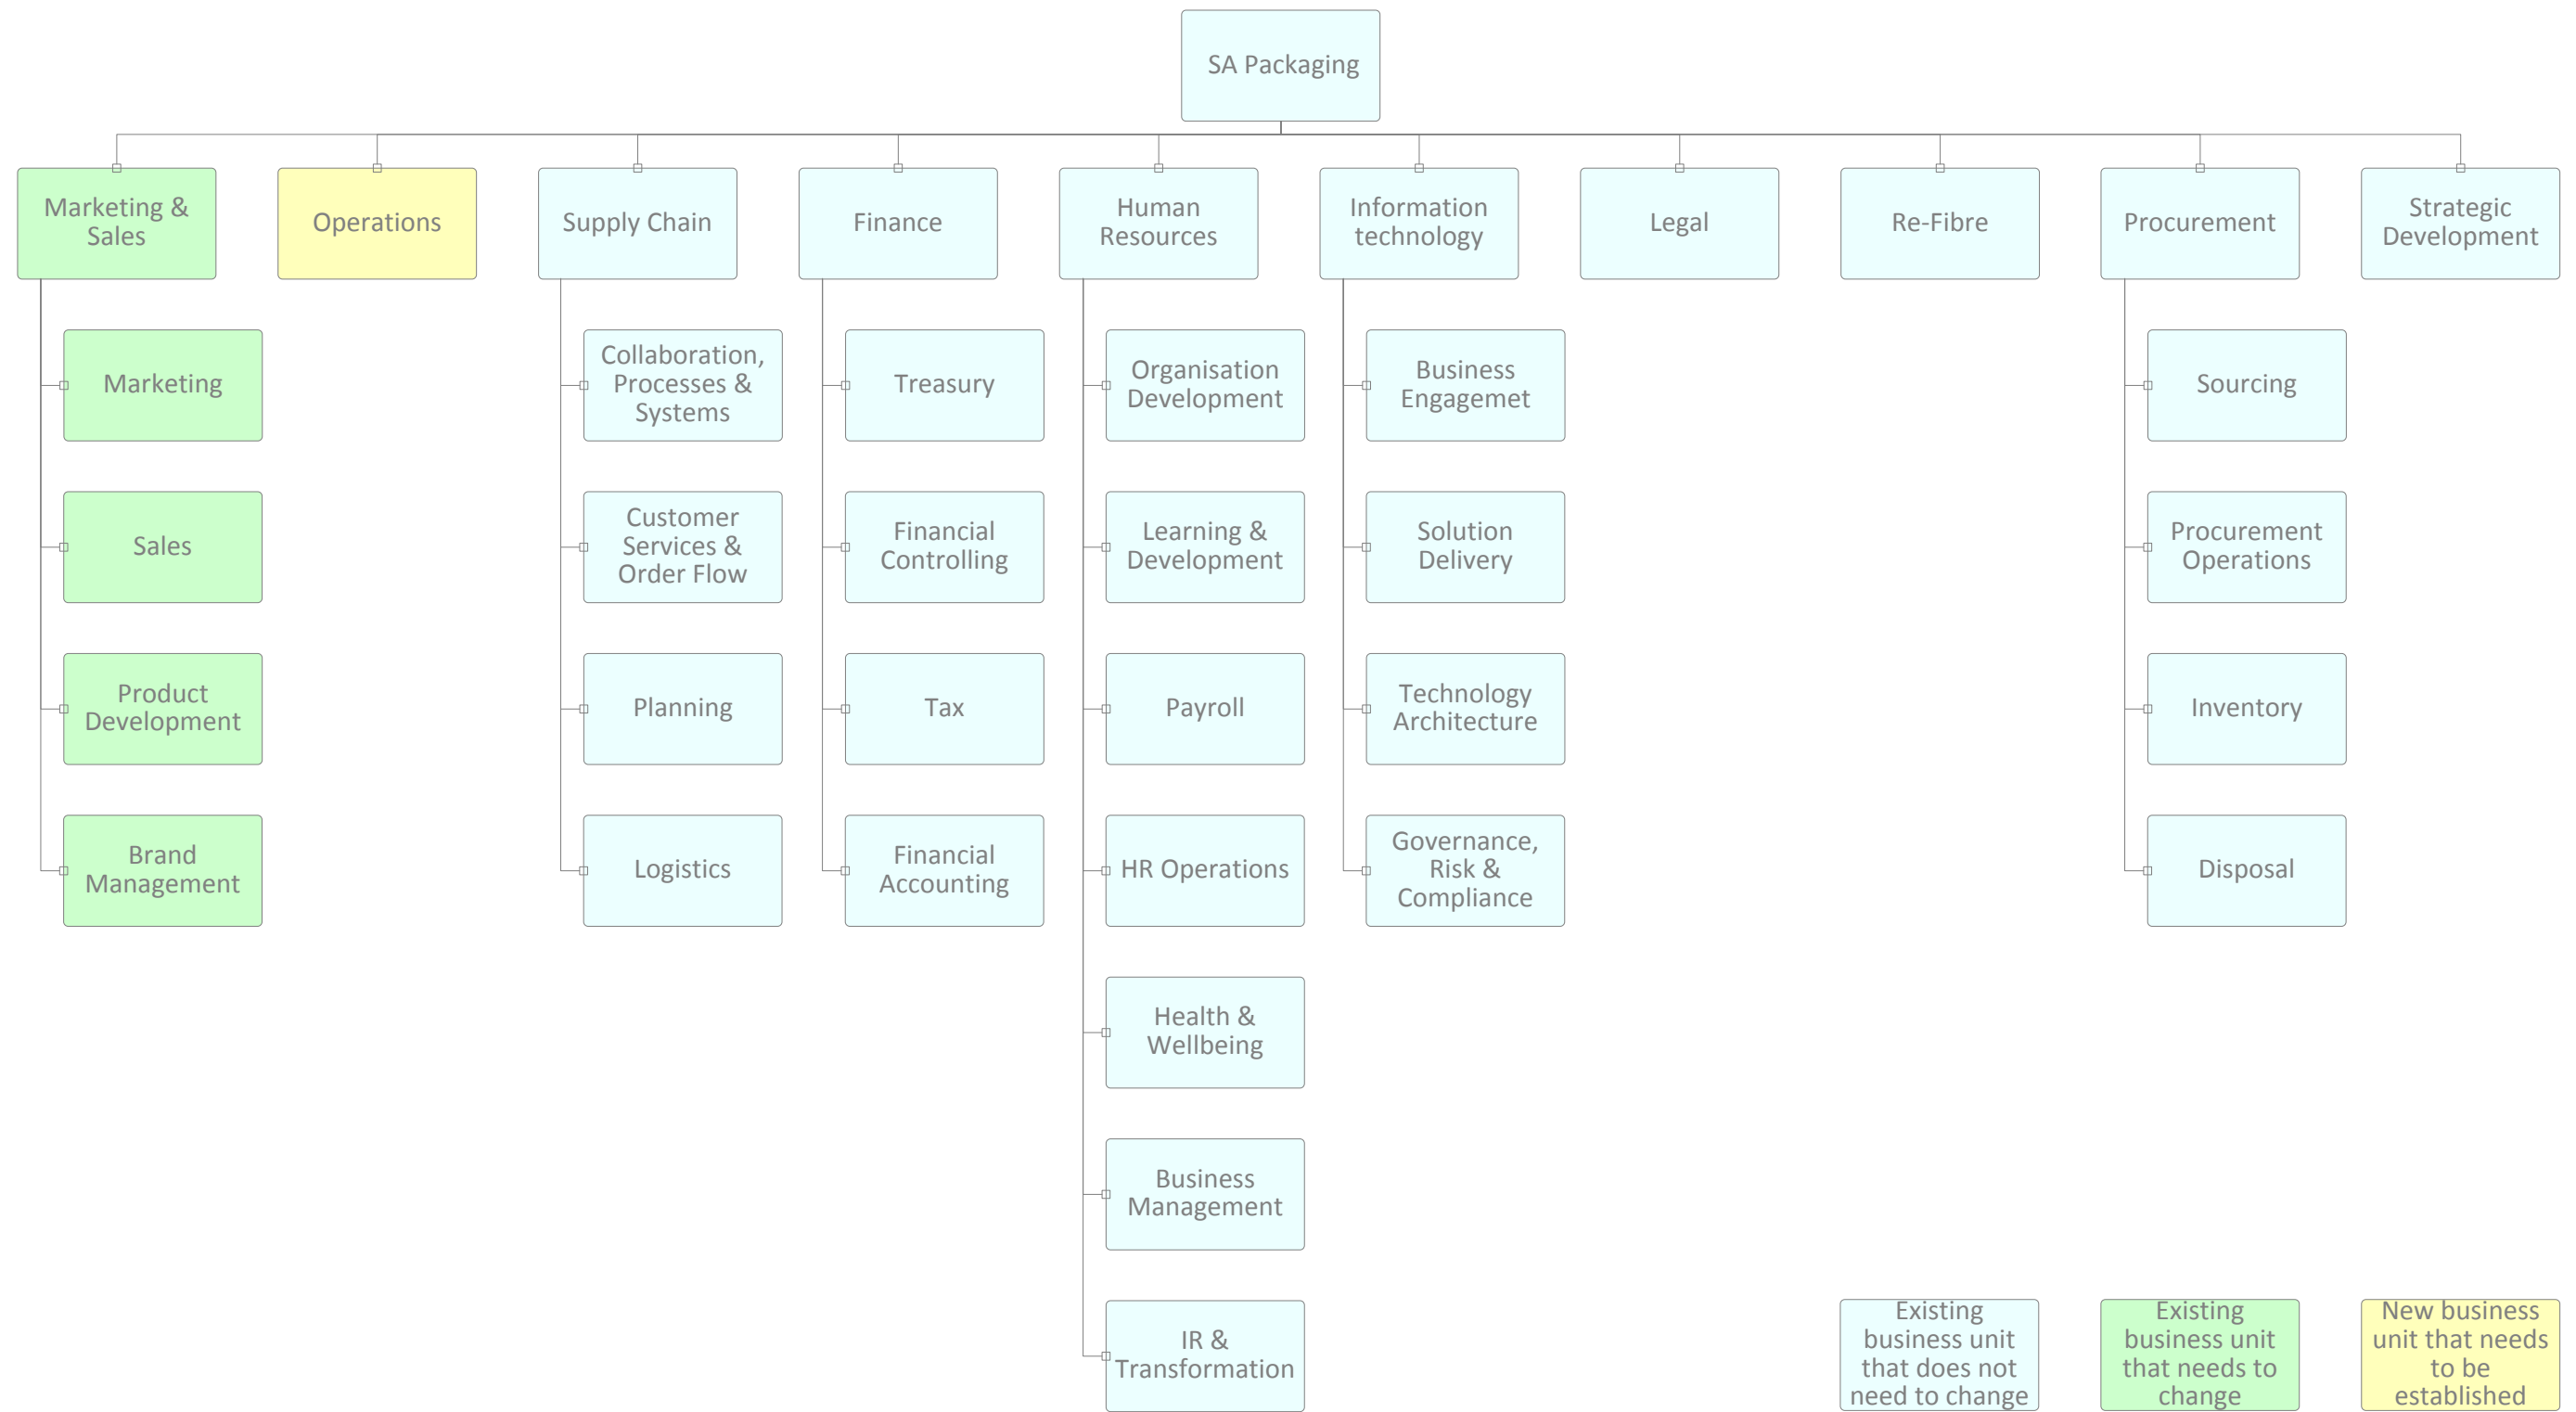 SA Packaging
Marketing &
Sales
Operations
Supply Chain
Finance
Human
Resources
Information
technology
Legal
Re-Fibre
Procurement
Strategic
Development
Marketing
Collaboration,
Processes &
Systems
Treasury
Organisation
Development
Business
Engagemet
Sourcing
Sales
Customer
Services &
Order Flow
Financial
Controlling
Learning &
Development
Solution
Delivery
Procurement
Operations
Product
Development
Planning
Tax
Payroll
Technology
Architecture
Inventory
Brand
Management
Logistics
Financial
Accounting
HR Operations
Governance,
Risk &
Compliance
Disposal
Health &
Wellbeing
Business
Management
IR &
Transformation
Existing
business unit
that does not
need to change
Existing
business unit
that needs to
change
New business
unit that needs
to be
established